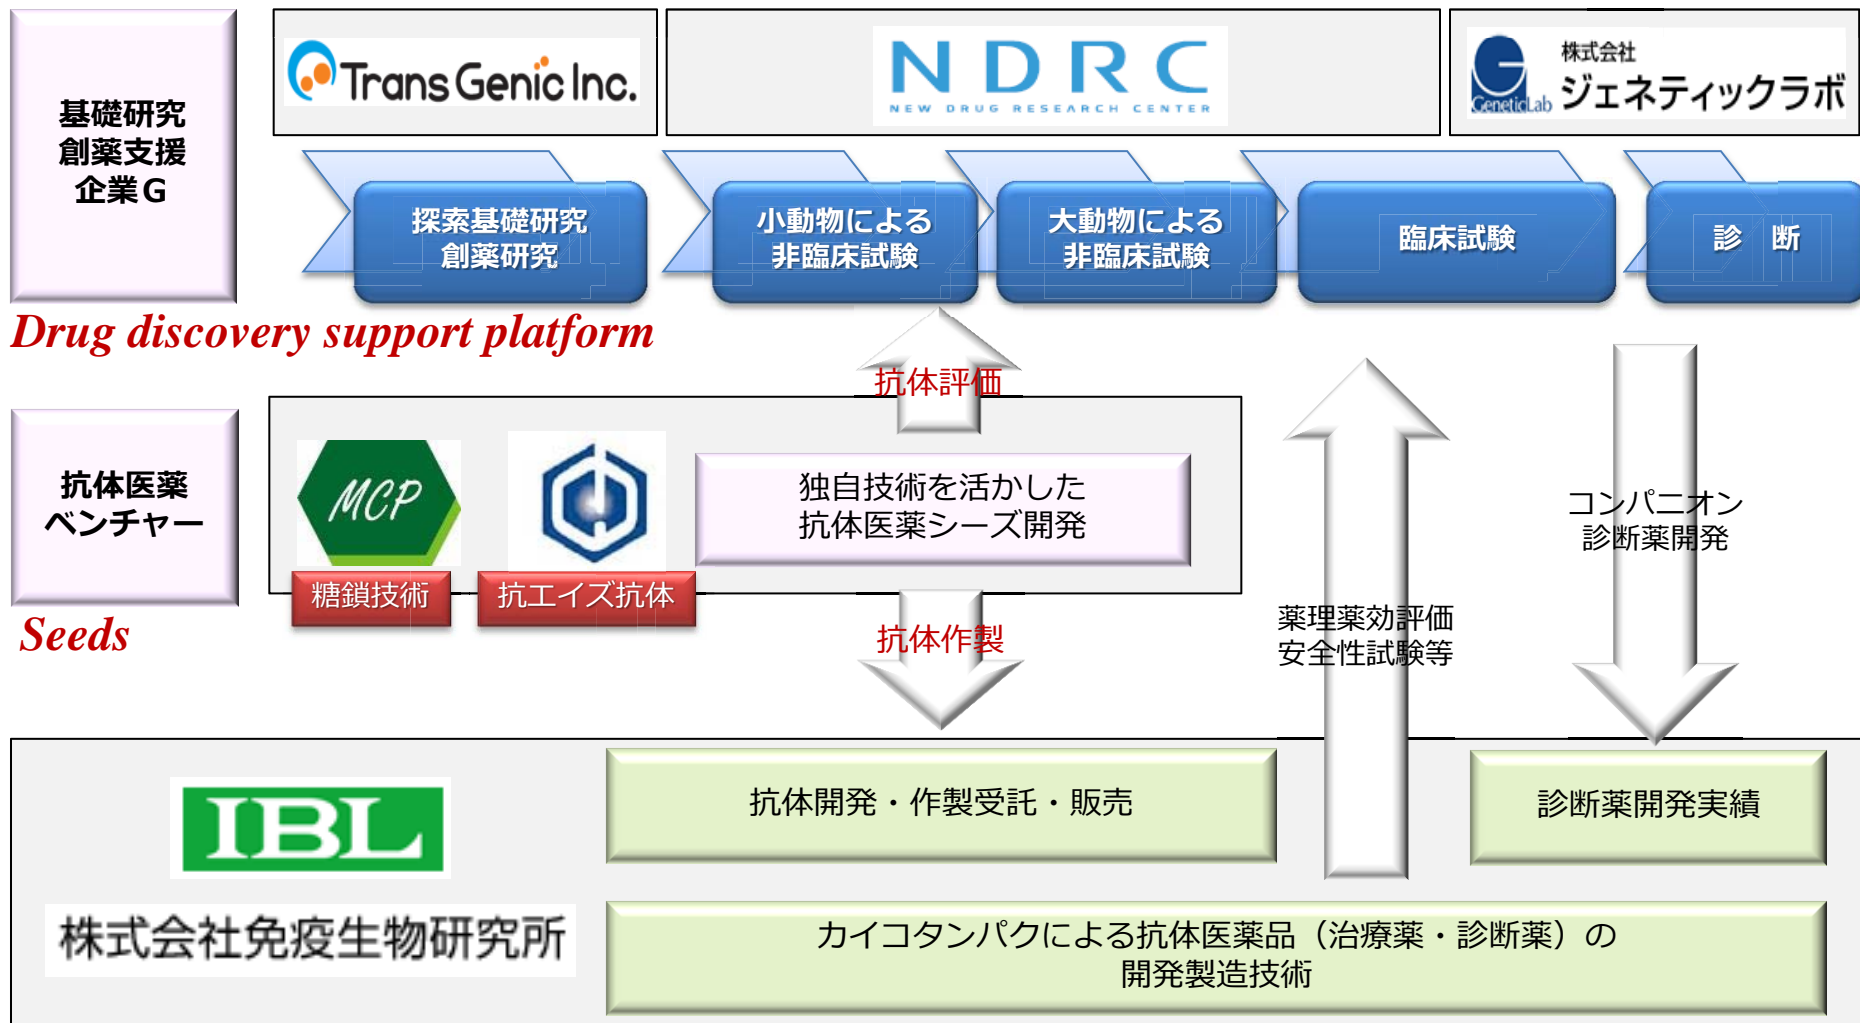 基礎研究
創薬支援
企業G
Trans Genic Inc.
NDRC
NEW DRUG RESEARCH CENTER
GeneticLab
株式会社
ジェネティックラボ
探索基礎研究
創薬研究
小動物による
非臨床試験
大動物による
非臨床試験
臨床試験
診 断
Drug discovery support platform
抗体評価
抗体医薬
ベンチャー
MCP
糖鎖技術
抗エイズ抗体
独自技術を活かした
抗体医薬シーズ開発
Seeds
抗体作製
薬理薬効評価
安全性試験等
コンパニオン
診断薬開発
IBL
株式会社免疫生物研究所
抗体開発・作製受託・販売
診断薬開発実績
カイコタンパクによる抗体医薬品（治療薬・診断薬）の
開発製造技術